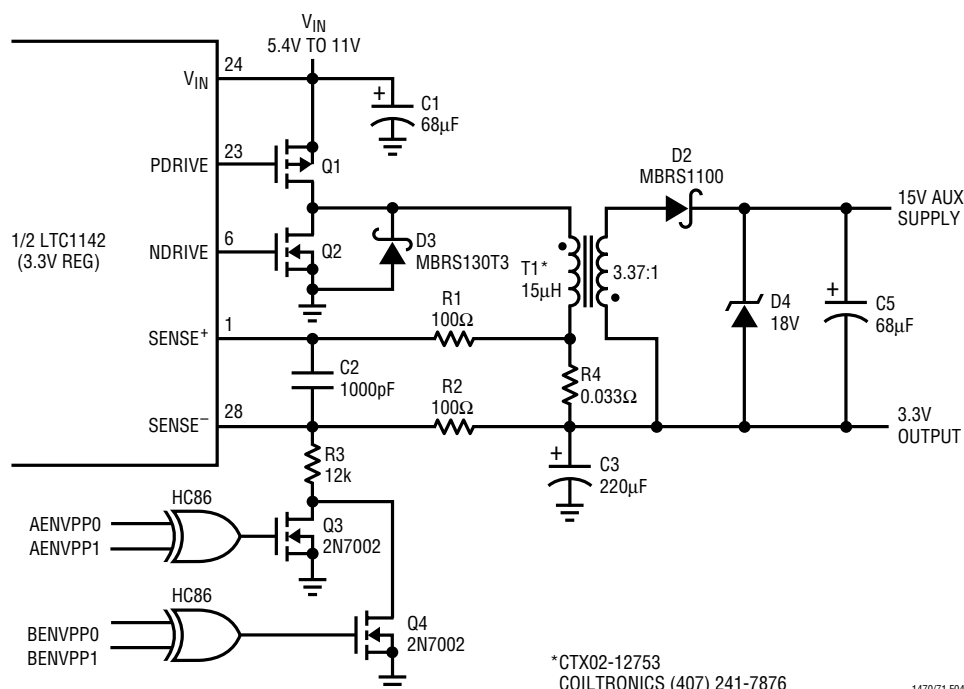 VIN
5.4V TO 11V
24
VIN
+
C1
68µF
23
PDRIVE
Q1
D2
MBRS1100
15V AUX
SUPPLY
1/2 LTC1142
(3.3V REG)
6
NDRIVE
Q2
D3
MBRS130T3
T1*
15µH
3.37:1
D4
18V
+
C5
68µF
R1
100Ω
1
SENSE+
C2
1000pF
R4
0.033Ω
R2
100Ω
28
SENSE–
3.3V
OUTPUT
R3
12k
+
C3
220µF
HC86
AENVPP0
AENVPP1
Q3
2N7002
HC86
BENVPP0
BENVPP1
Q4
2N7002
*CTX02-12753
COILTRONICS (407) 241-7876